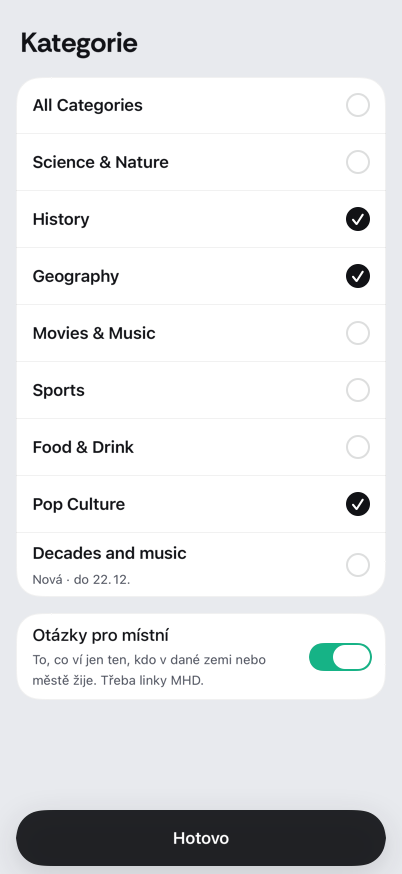 Kategorie
All Categories
Science & Nature
History
Geography
Movies & Music
Sports
Food & Drink
Pop Culture
Decades and music
Nová · do 22.12.
Otázky pro místní
To, co ví jen ten, kdo v dané zemi nebo
městě žije. Třeba linky MHD.
Hotovo